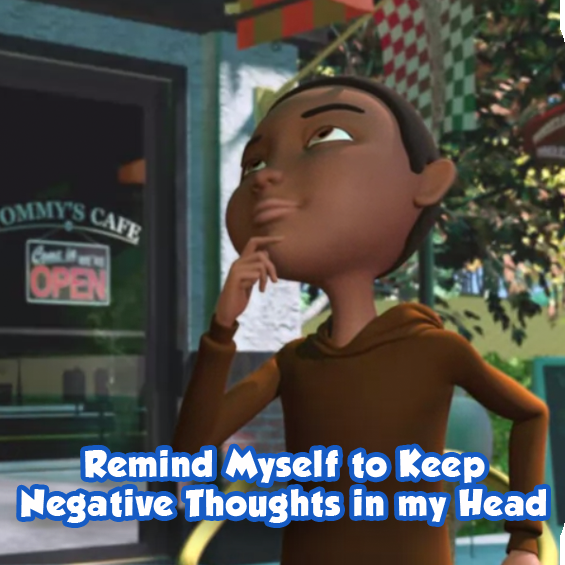 OMMY'S CAFE
Come in we're
OPEN
Remind Myself to Keep
Negative Thoughts in my Head